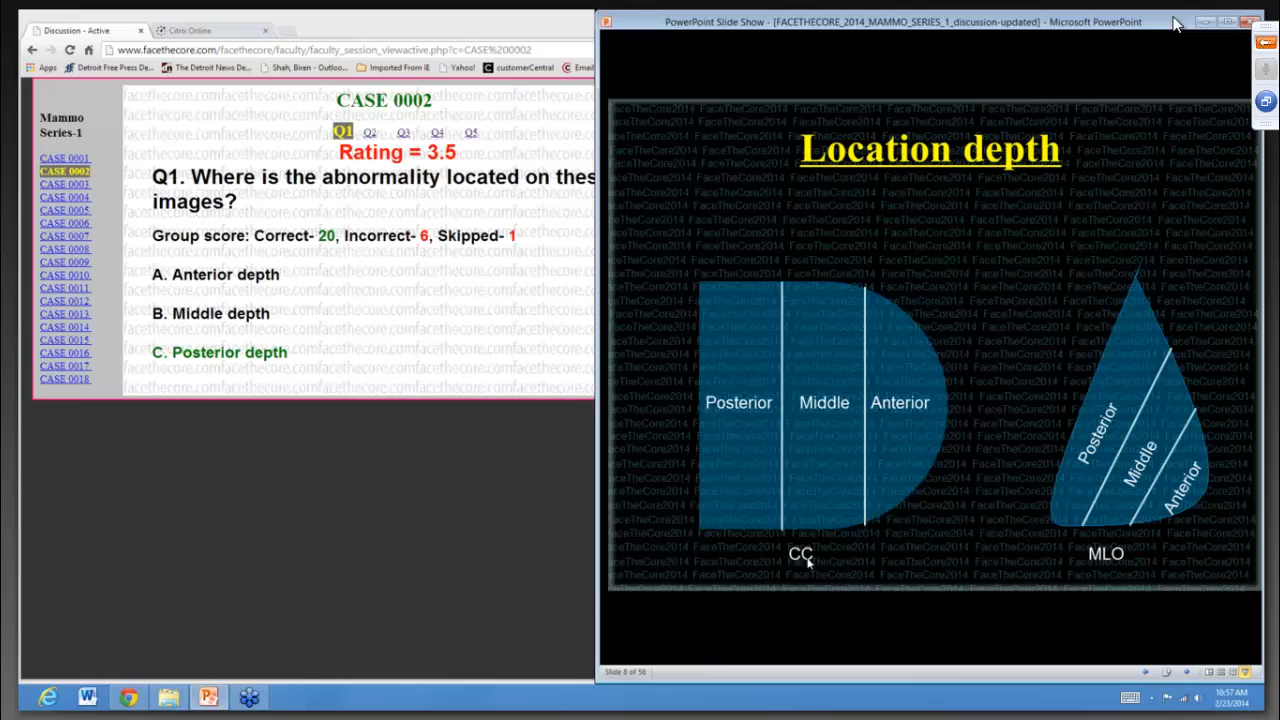 Discussion - Active
Citrix Online
www.facethecore.com/facethecore/faculty/faculty_session_viewactive.php?c=CASE%200002
Apps
Detroit Free Press De...
The Detroit News De...
Shah, Biren - Outloo...
Imported From IE
Yahoo!
customerCentral
Email
Mammo
Series-1
CASE 0001
CASE 0002
CASE 0003
CASE 0004
CASE 0005
CASE 0006
CASE 0007
CASE 0008
CASE 0009
CASE 0010
CASE 0011
CASE 0012
CASE 0013
CASE 0014
CASE 0015
CASE 0016
CASE 0017
CASE 0018
CASE 0002
Q1 Q2 Q3 Q4 Q5
Rating = 3.5
Q1. Where is the abnormality located on thes
images?
Group score: Correct- 20, Incorrect- 6, Skipped- 1
A. Anterior depth
B. Middle depth
C. Posterior depth
PowerPoint Slide Show - [FACETHECORE_2014_MAMMO_SERIES_1_discussion-updated] - Microsoft PowerPoint
Location depth
Posterior Middle Anterior
CC
Posterior
Middle
Anterior
MLO
Slide 8 of 58
10:57 AM
2/23/2014